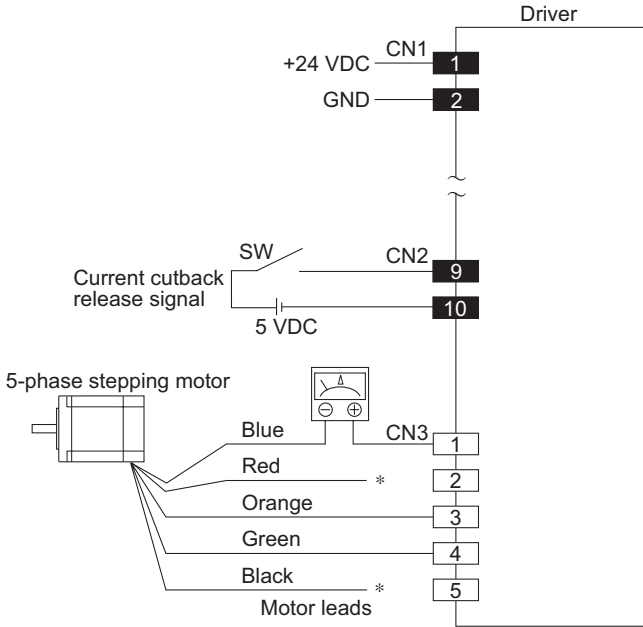 Driver
CN1
+24 VDC
1
GND
2
SW
CN2
9
Current cutback
release signal
10
5 VDC
5-phase stepping motor
Blue
CN3
1
Red
*
2
Orange
3
Green
4
Black
*
5
Motor leads